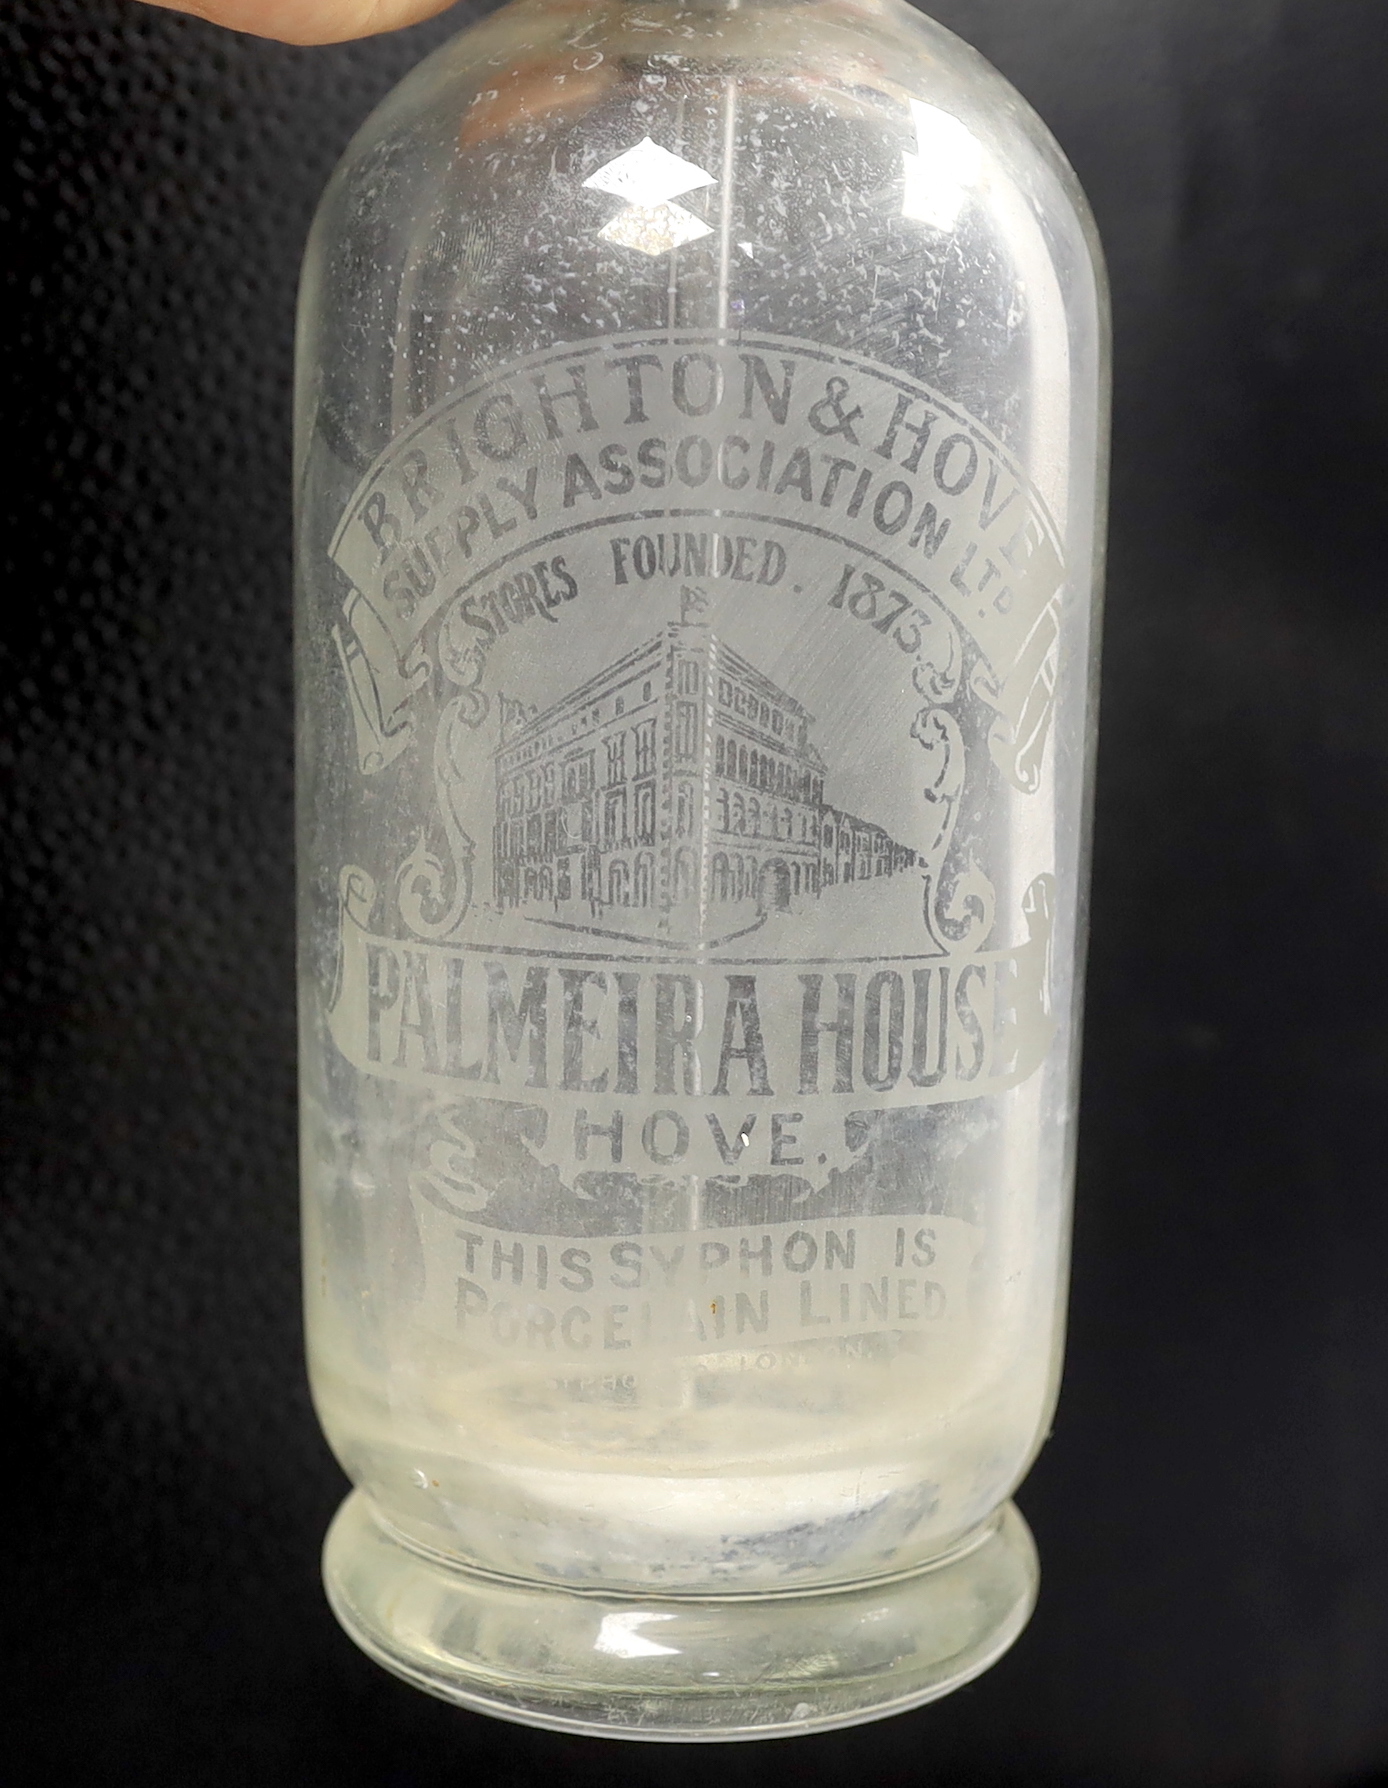 BRIGHTON & HOVE
SUPPLY ASSOCIATION LTD
STORES FOUNDED. 1873.
PALMEIRA HOUSE
HOVE.
THIS SYPHON IS
PORCELAIN LINED